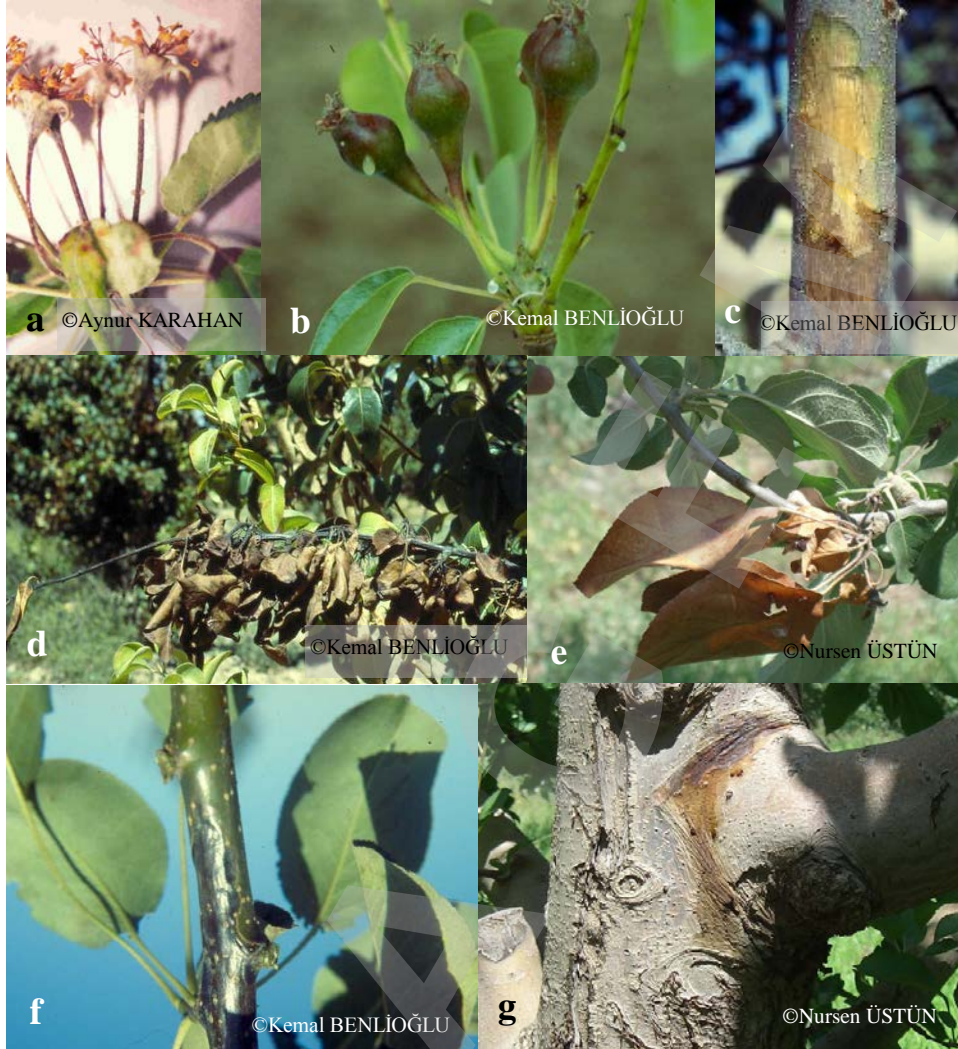 a ©Aynur KARAHAN
b ©Kemal BENLİOĞLU
c ©Kemal BENLİOĞLU
d ©Kemal BENLİOĞLU
e ©Nursen ÜSTÜN
f ©Kemal BENLİOĞLU
g ©Nursen ÜSTÜN